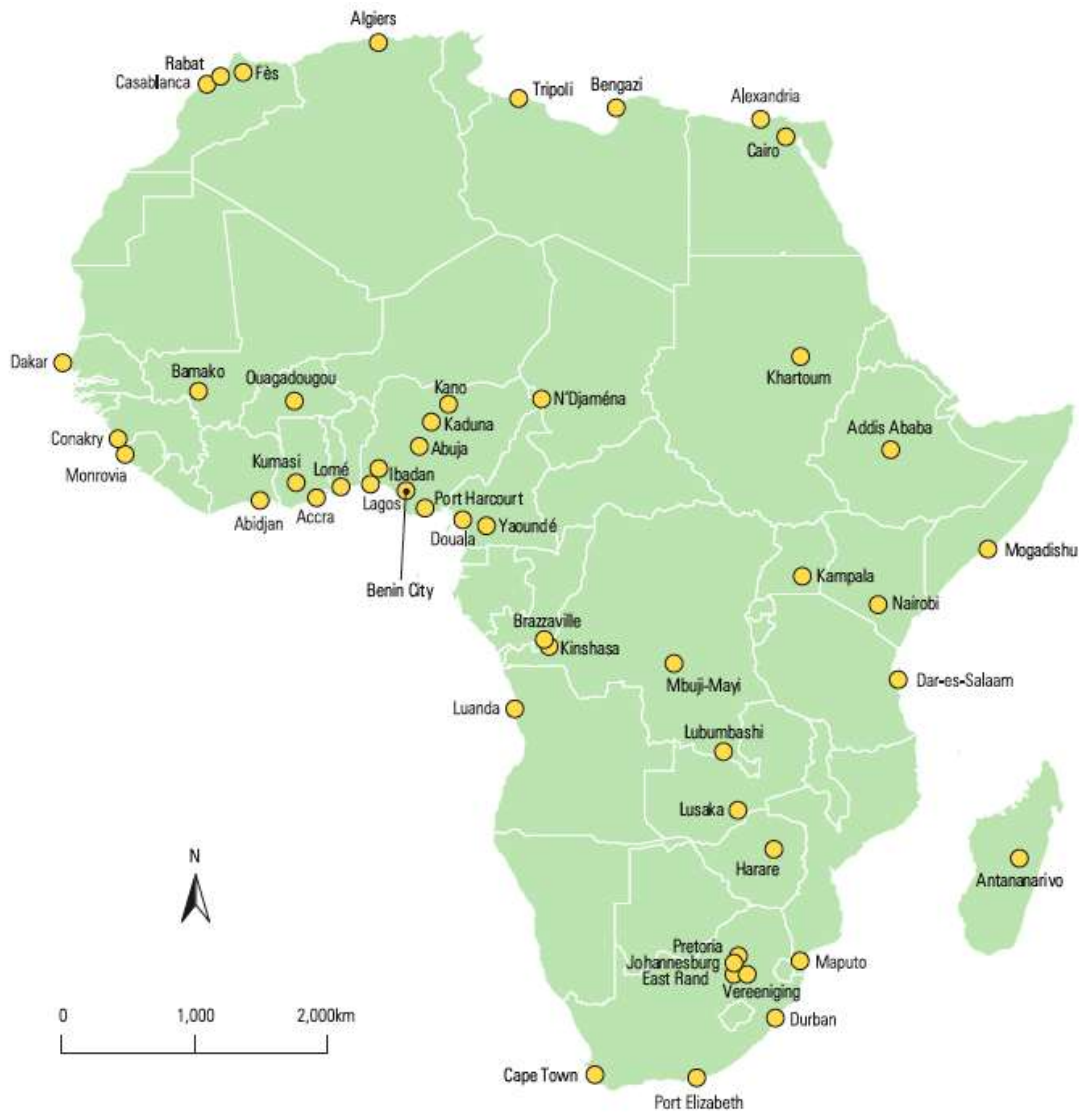 Algiers
Rabat
Casablanca
Fès
Tripoli
Bengazi
Alexandria
Cairo
Dakar
Bamako
Ouagadougou
Kano
N'Djaména
Khartoum
Kaduna
Addis Ababa
Abuja
Conakry
Monrovia
Kumasi
Lomé
Ibadan
Lagos
Port Harcourt
Abidjan
Accra
Douala
Yaoundé
Mogadishu
Benin City
Kampala
Nairobi
Brazzaville
Kinshasa
Mbuji-Mayi
Dar-es-Salaam
Luanda
Lubumbashi
Lusaka
N
Harare
Antananarivo
Pretoria
Johannesburg
East Rand
Vereeniging
Maputo
0 1,000 2,000km
Durban
Cape Town
Port Elizabeth